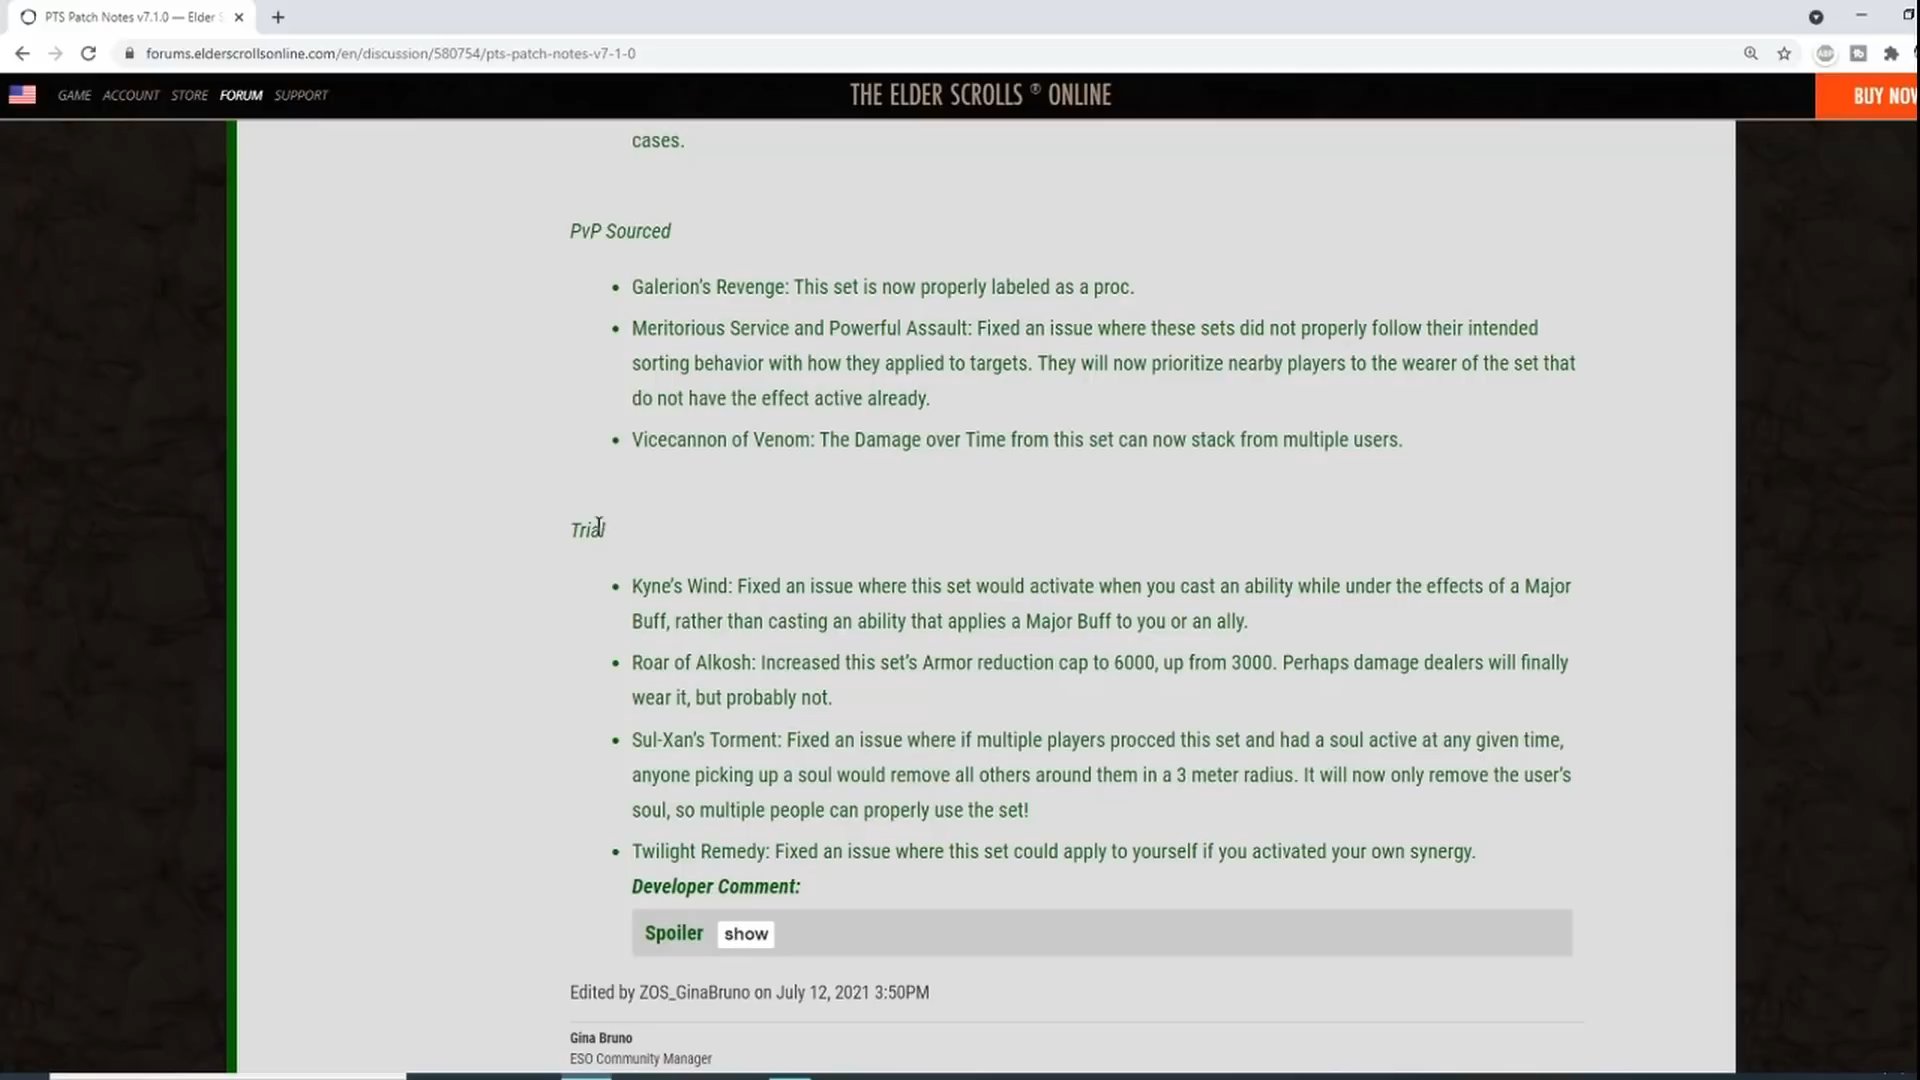 PTS Patch Notes v7.1.0 — Elder S
forums.elderscrollsonline.com/en/discussion/580754/pts-patch-notes-v7-1-0
ABP
GAME ACCOUNT STORE FORUM SUPPORT
THE ELDER SCROLLS ® ONLINE
BUY NOW
cases.
PvP Sourced
• Galerion's Revenge: This set is now properly labeled as a proc.
• Meritorious Service and Powerful Assault: Fixed an issue where these sets did not properly follow their intended
sorting behavior with how they applied to targets. They will now prioritize nearby players to the wearer of the set that
do not have the effect active already.
• Vicecannon of Venom: The Damage over Time from this set can now stack from multiple users.
Trial
• Kyne's Wind: Fixed an issue where this set would activate when you cast an ability while under the effects of a Major
Buff, rather than casting an ability that applies a Major Buff to you or an ally.
• Roar of Alkosh: Increased this set's Armor reduction cap to 6000, up from 3000. Perhaps damage dealers will finally
wear it, but probably not.
• Sul-Xan's Torment: Fixed an issue where if multiple players procced this set and had a soul active at any given time,
anyone picking up a soul would remove all others around them in a 3 meter radius. It will now only remove the user's
soul, so multiple people can properly use the set!
• Twilight Remedy: Fixed an issue where this set could apply to yourself if you activated your own synergy.
Developer Comment:
Spoiler show
Edited by ZOS_GinaBruno on July 12, 2021 3:50PM
Gina Bruno
ESO Community Manager